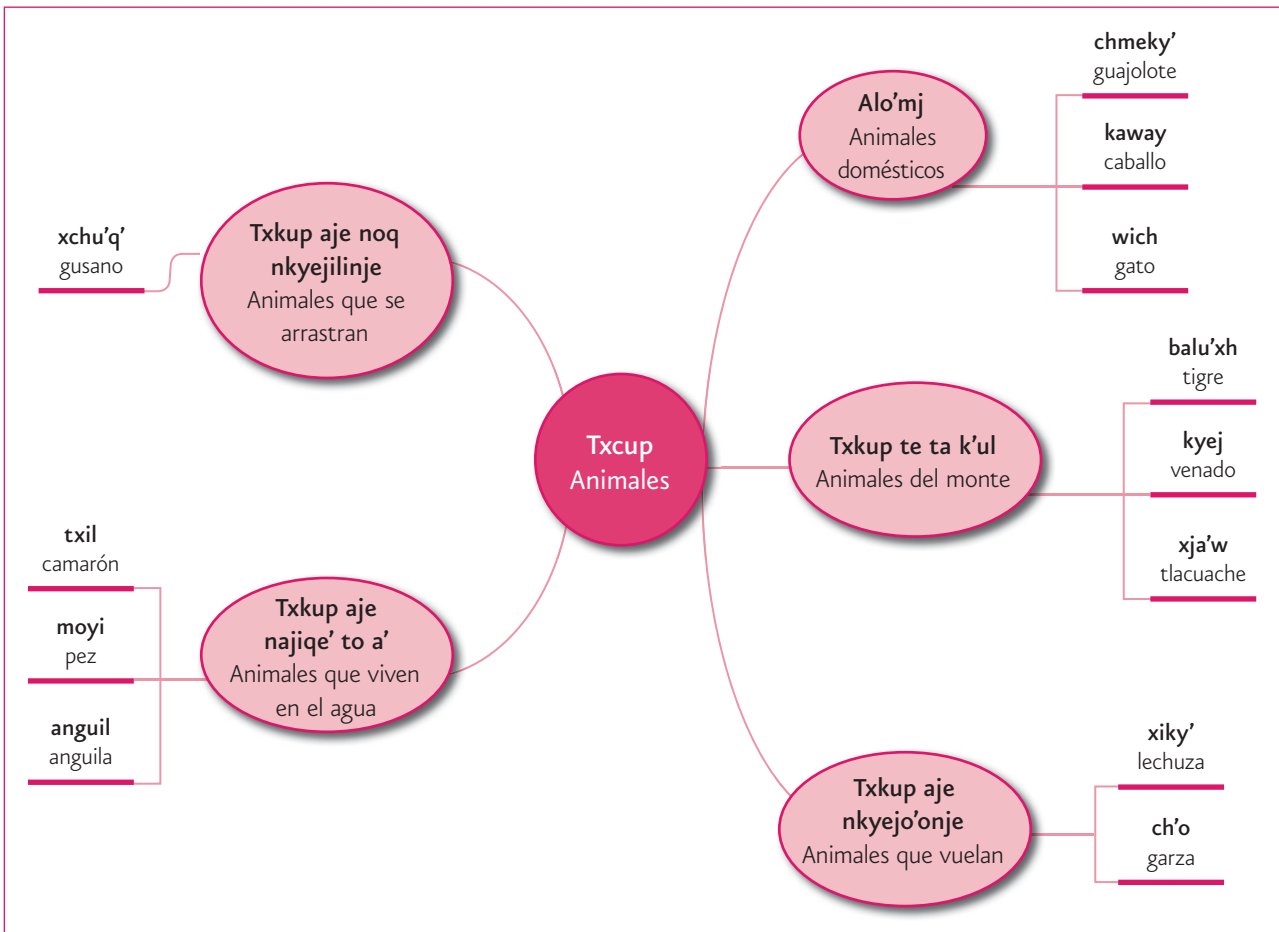 Txcup
Animales
Alo’mj
Animales
domésticos
chmeky’
guajolote
kaway
caballo
wich
gato
Txkup te ta k’ul
Animales del monte
balu’xh
tigre
kyej
venado
xja’w
tlacuache
Txkup aje
nkyejo’onje
Animales que vuelan
xiky’
lechuza
ch’o
garza
Txkup aje noq
nkyejilinje
Animales que se
arrastran
xchu’q’
gusano
Txkup aje
najiqe’ to a’
Animales que viven
en el agua
txil
camarón
moyi
pez
anguil
anguila